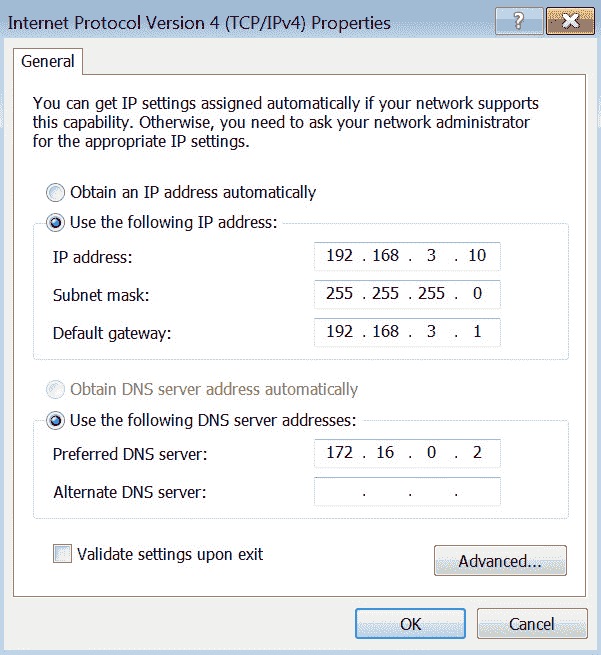 Internet Protocol Version 4 (TCP/IPv4) Properties
?
General
You can get IP settings assigned automatically if your network supports
this capability. Otherwise, you need to ask your network administrator
for the appropriate IP settings.
Obtain an IP address automatically
Use the following IP address:
IP address: 192 . 168 . 3 . 10
Subnet mask: 255 . 255 . 255 . 0
Default gateway: 192 . 168 . 3 . 1
Obtain DNS server address automatically
Use the following DNS server addresses:
Preferred DNS server: 172 . 16 . 0 . 2
Alternate DNS server: . . .
Validate settings upon exit
Advanced...
OK Cancel